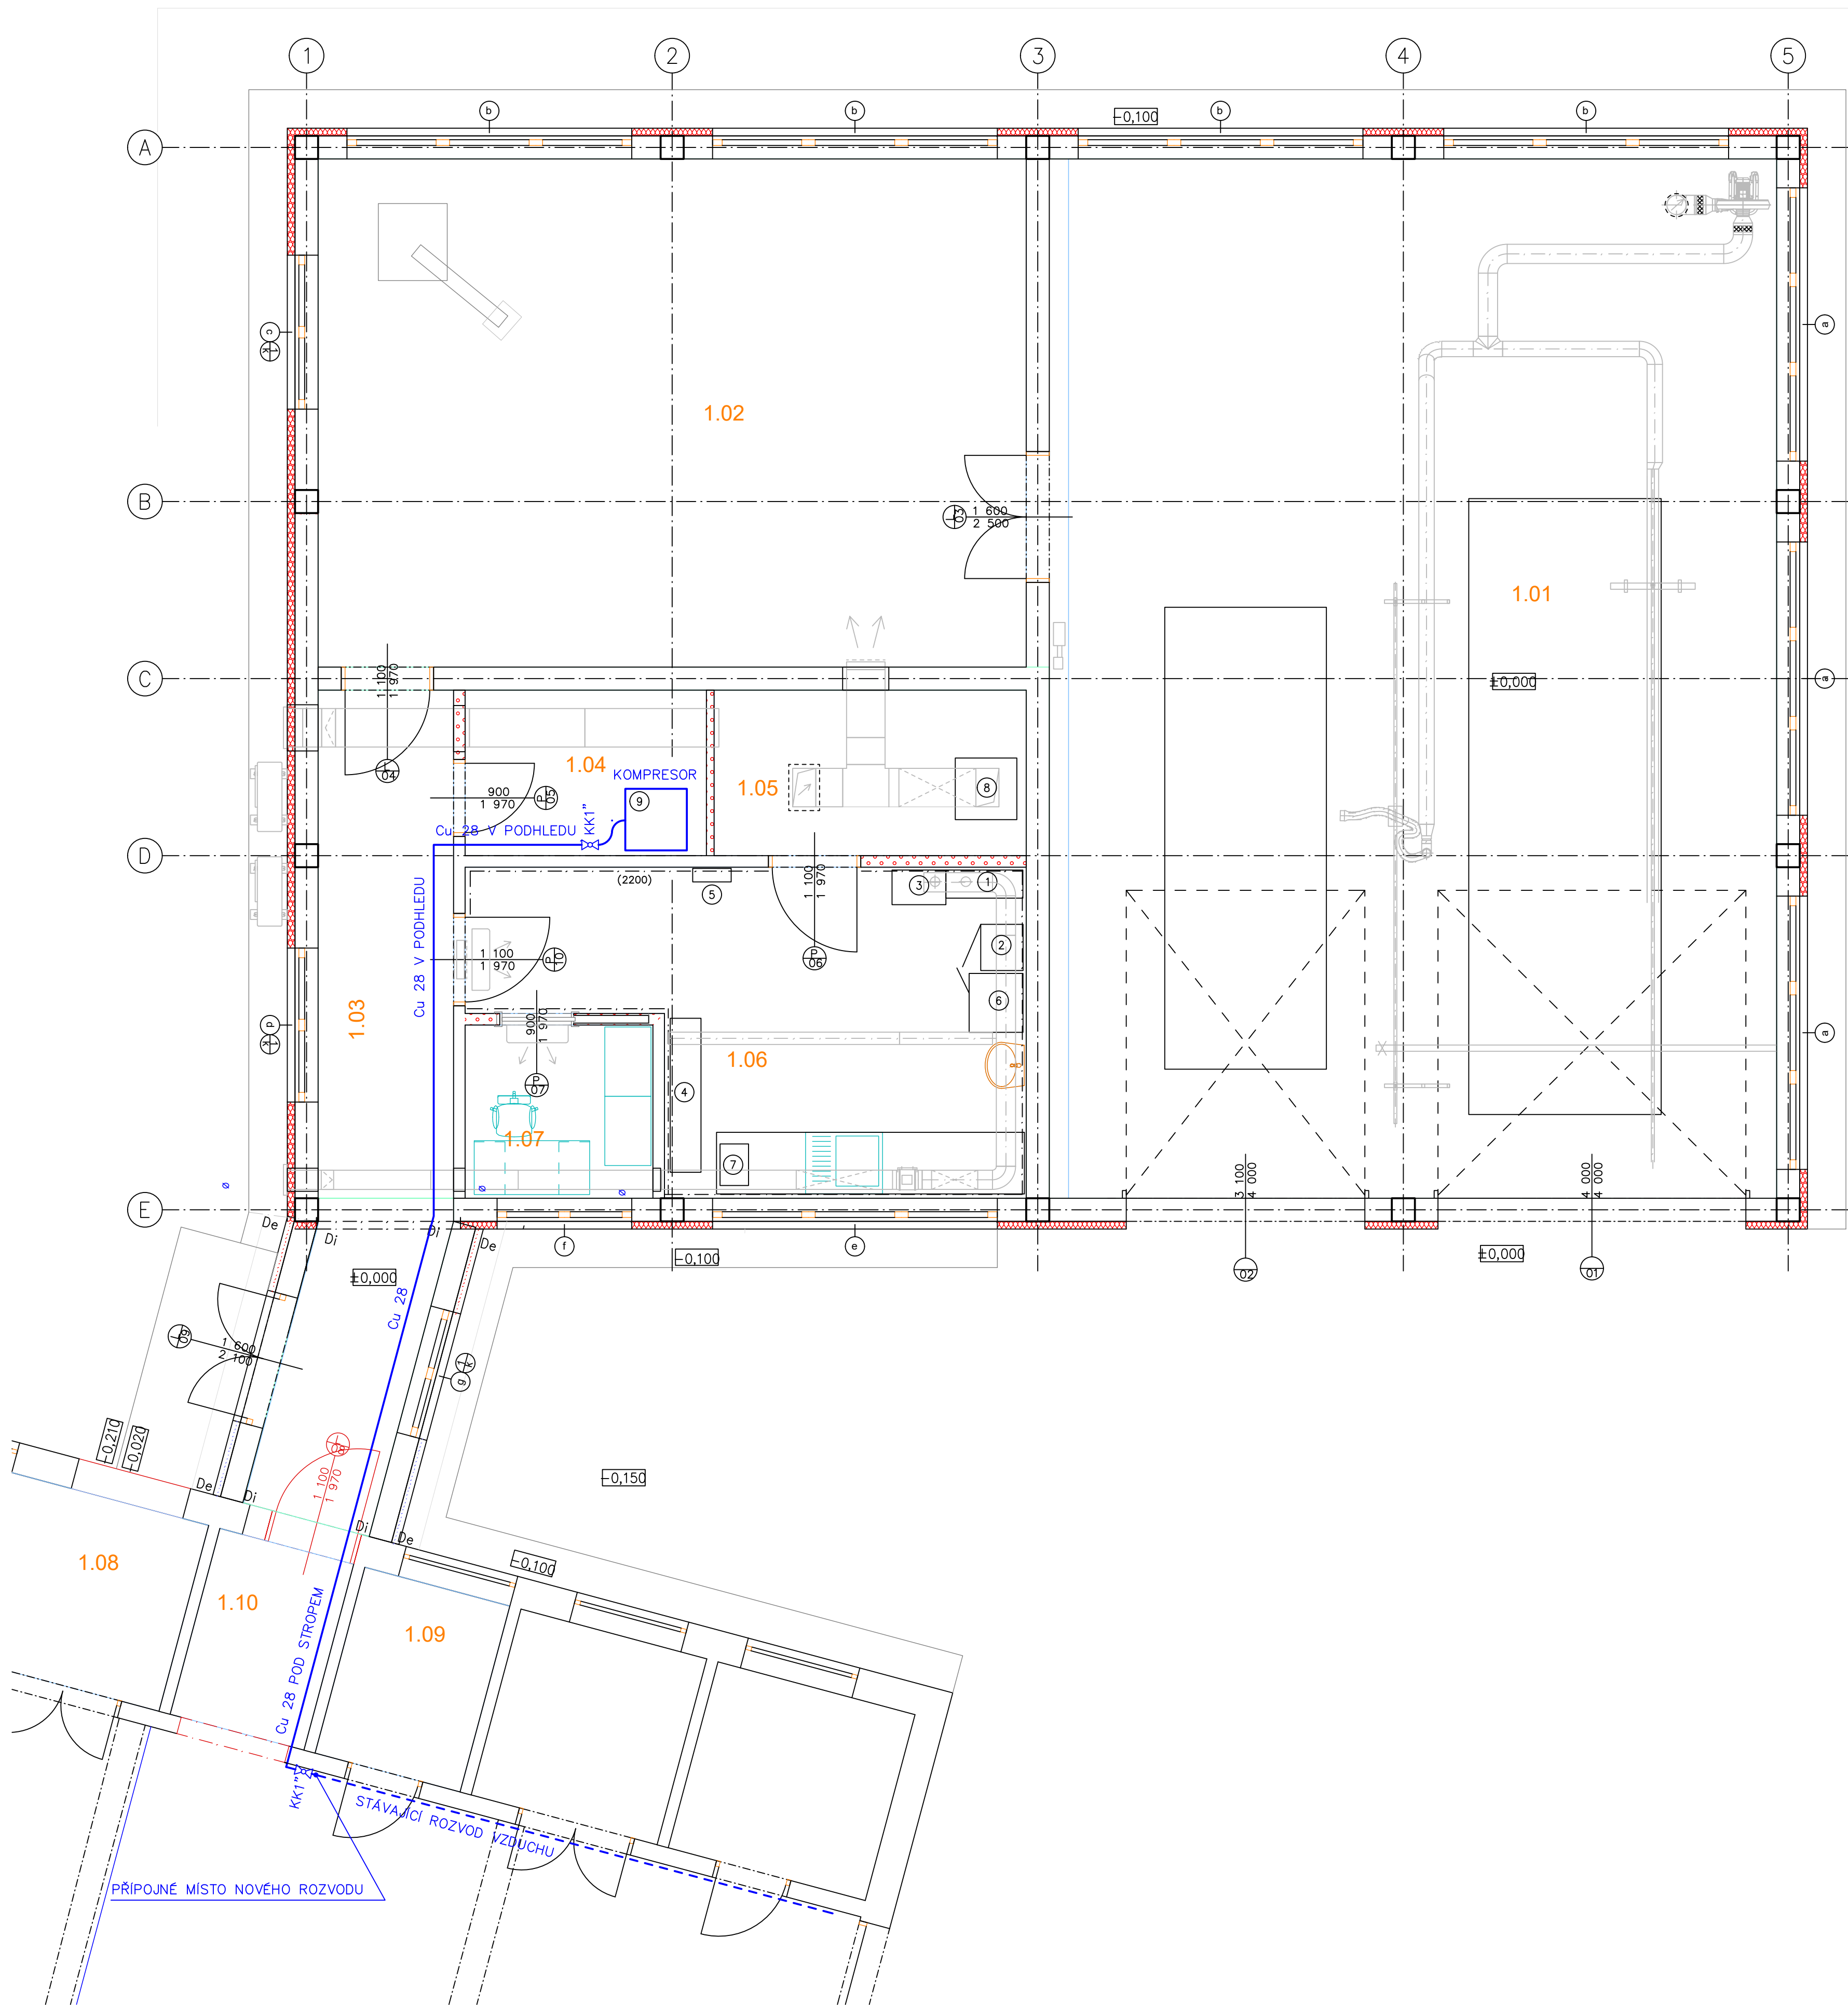 1
2
3
4
5
b
b
-0,100
b
b
A
a
c
1
k
1.02
B
L
03
1 600
2 500
1.01
C
1 100
1 970
±0,000
a
L
04
1.04
KOMPRESOR
1.05
8
900
1 970
P
05
9
KK1"
Cu 28 V PODHLEDU
D
(2200)
5
1 100
1 970
3
1
Cu 28 V PODHLEDU
2
1 100
1 970
P
10
P
06
6
1.03
d
1
k
900
1 970
a
1.06
P
07
4
1.07
7
3 100
4 000
4 000
4 000
ø
ø
ø
E
De
Di
Di
De
f
e
-0,100
±0,000
02
01
±0,000
Cu 28
L
09
1 600
2 100
1
k
g
-0,210
-0,020
L
08
1 100
1 970
-0,150
De
Di
Di
De
-0,100
1.08
1.10
1.09
Cu 28 POD STROPEM
KK1"
STÁVAJÍCÍ ROZVOD VZDUCHU
PŘÍPOJNÉ MÍSTO NOVÉHO ROZVODU